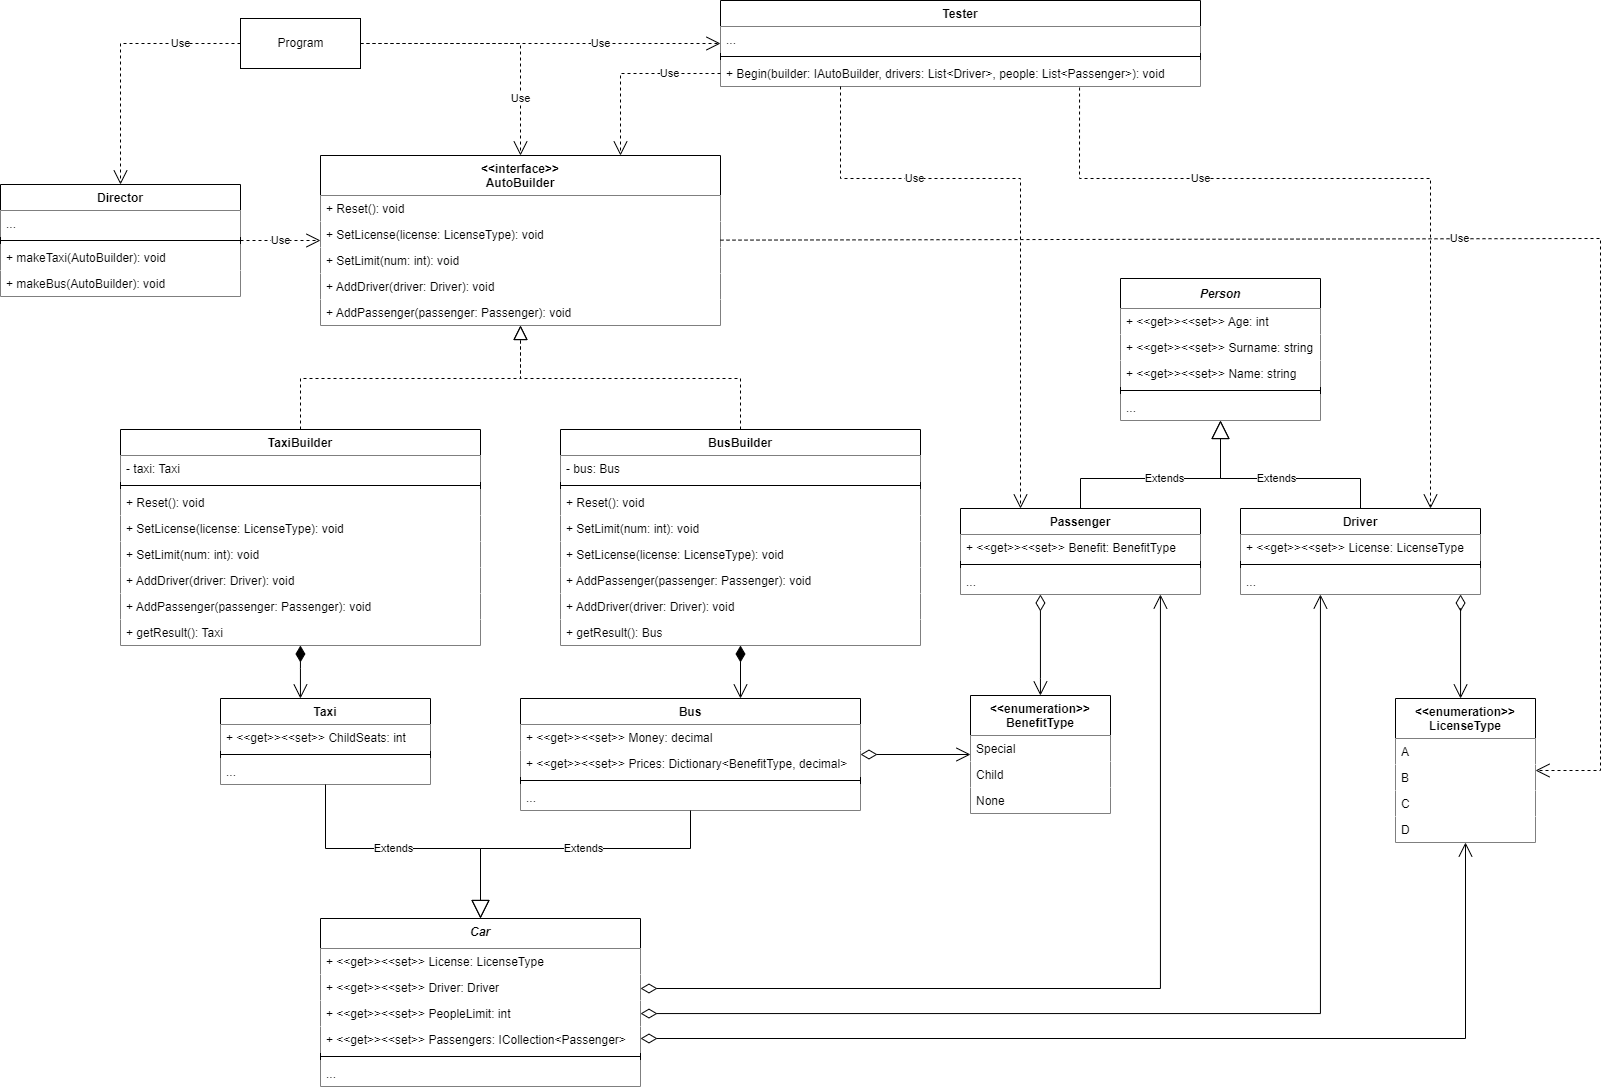 Tester
...
+ Begin(builder: IAutoBuilder, drivers: List<Driver>, people: List<Passenger>): void
Program
Use
Use
Use
Use
Use
Use
<<interface>>
AutoBuilder
+ Reset(): void
+ SetLicense(license: LicenseType): void
+ SetLimit(num: int): void
+ AddDriver(driver: Driver): void
+ AddPassenger(passenger: Passenger): void
Director
...
+ makeTaxi(AutoBuilder): void
+ makeBus(AutoBuilder): void
Use
Use
Person
+ <<get>><<set>> Age: int
+ <<get>><<set>> Surname: string
+ <<get>><<set>> Name: string
...
TaxiBuilder
- taxi: Taxi
+ Reset(): void
+ SetLicense(license: LicenseType): void
+ SetLimit(num: int): void
+ AddDriver(driver: Driver): void
+ AddPassenger(passenger: Passenger): void
+ getResult(): Taxi
BusBuilder
- bus: Bus
+ Reset(): void
+ SetLimit(num: int): void
+ SetLicense(license: LicenseType): void
+ AddPassenger(passenger: Passenger): void
+ AddDriver(driver: Driver): void
+ getResult(): Bus
Extends
Extends
Passenger
+ <<get>><<set>> Benefit: BenefitType
...
Driver
+ <<get>><<set>> License: LicenseType
...
Taxi
+ <<get>><<set>> ChildSeats: int
...
Bus
+ <<get>><<set>> Money: decimal
+ <<get>><<set>> Prices: Dictionary<BenefitType, decimal>
...
<<enumeration>>
BenefitType
Special
Child
None
<<enumeration>>
LicenseType
A
B
C
D
Extends
Extends
Car
+ <<get>><<set>> License: LicenseType
+ <<get>><<set>> Driver: Driver
+ <<get>><<set>> PeopleLimit: int
+ <<get>><<set>> Passengers: ICollection<Passenger>
...